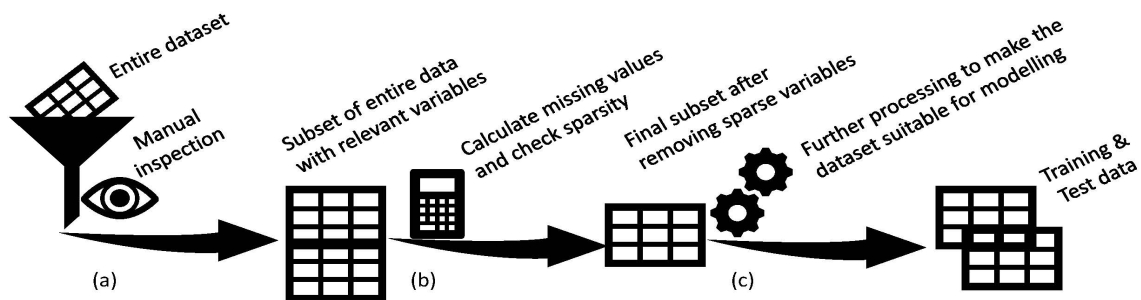 Entire dataset
Manual
inspection
(a)
Subset of entire data
with relevant variables
Calculate missing values
and check sparsity
(b)
Final subset after
removing sparse variables
Further processing to make the
dataset suitable for modelling
(c)
Training &
Test data